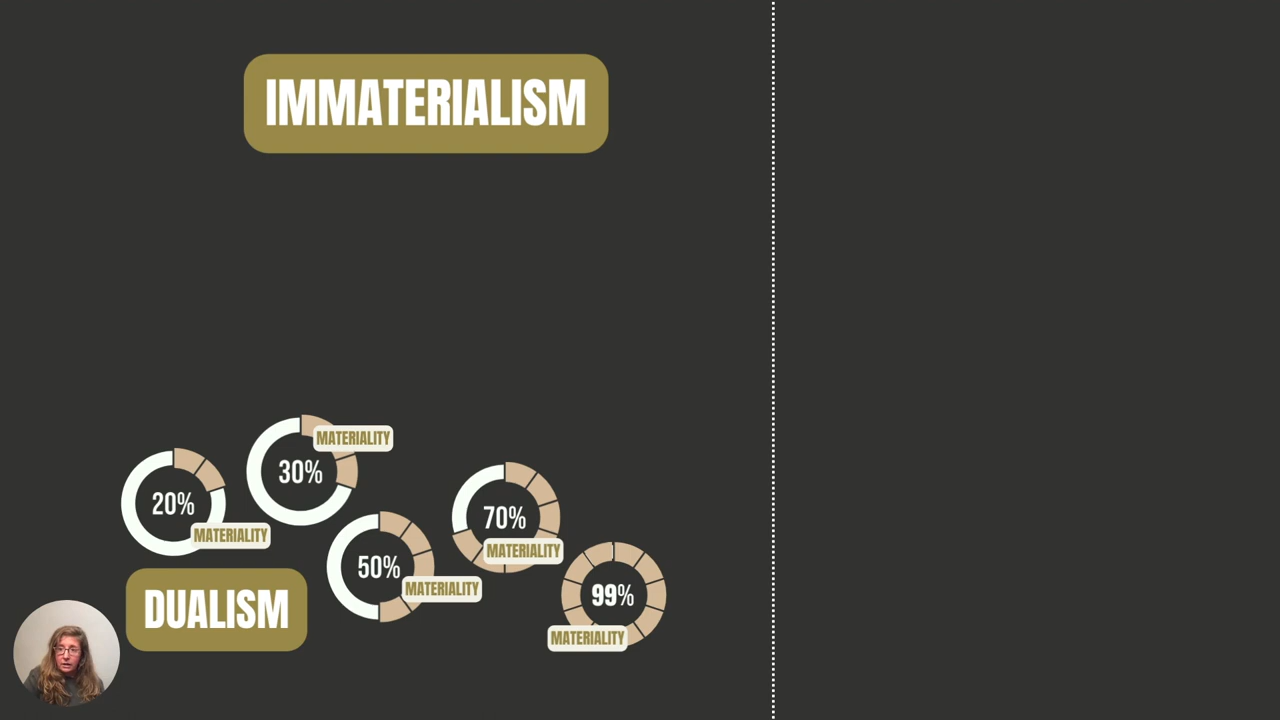 IMMATERIALISM
30%
MATERIALITY
20%
MATERIALITY
70%
MATERIALITY
50%
MATERIALITY
99%
MATERIALITY
DUALISM